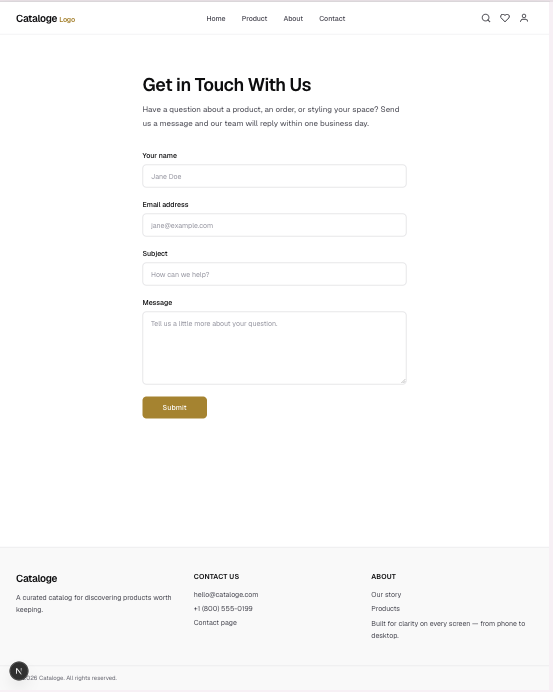 Cataloge Logo
Home
Product
About
Contact
Get in Touch With Us
Have a question about a product, an order, or styling your space? Send
us a message and our team will reply within one business day.
Your name
Jane Doe
Email address
jane@example.com
Subject
How can we help?
Message
Tell us a little more about your question.
Submit
Cataloge
A curated catalog for discovering products worth
keeping.
CONTACT US
hello@cataloge.com
+1 (800) 555-0199
Contact page
ABOUT
Our story
Products
Built for clarity on every screen — from phone to
desktop.
N
026 Cataloge. All rights reserved.